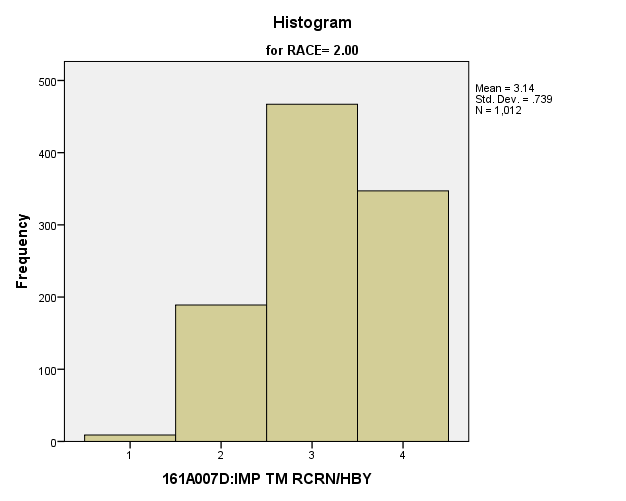 Histogram
for RACE= 2.00
Mean = 3.14
Std. Dev. = .739
N = 1,012
Frequency
500
400
300
200
100
0
1 2 3 4
161A007D:IMP TM RCRN/HBY